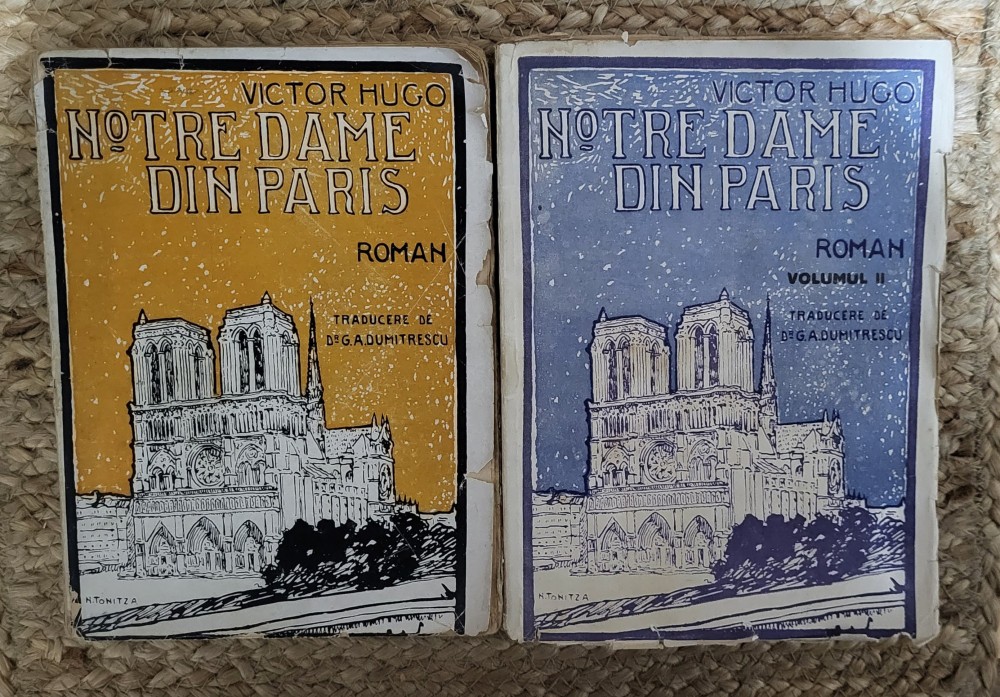 VICTOR HUGO
NOTRE DAME
DIN PARIS
ROMAN
TRADUCERE DE
DR G.A. DUMITRESCU
N. TONITZA
VICTOR HUGO
NOTRE DAME
DIN PARIS
ROMAN
VOLUMUL II
TRADUCERE DE
DR G.A. DUMITRESCU
N. TONITZA